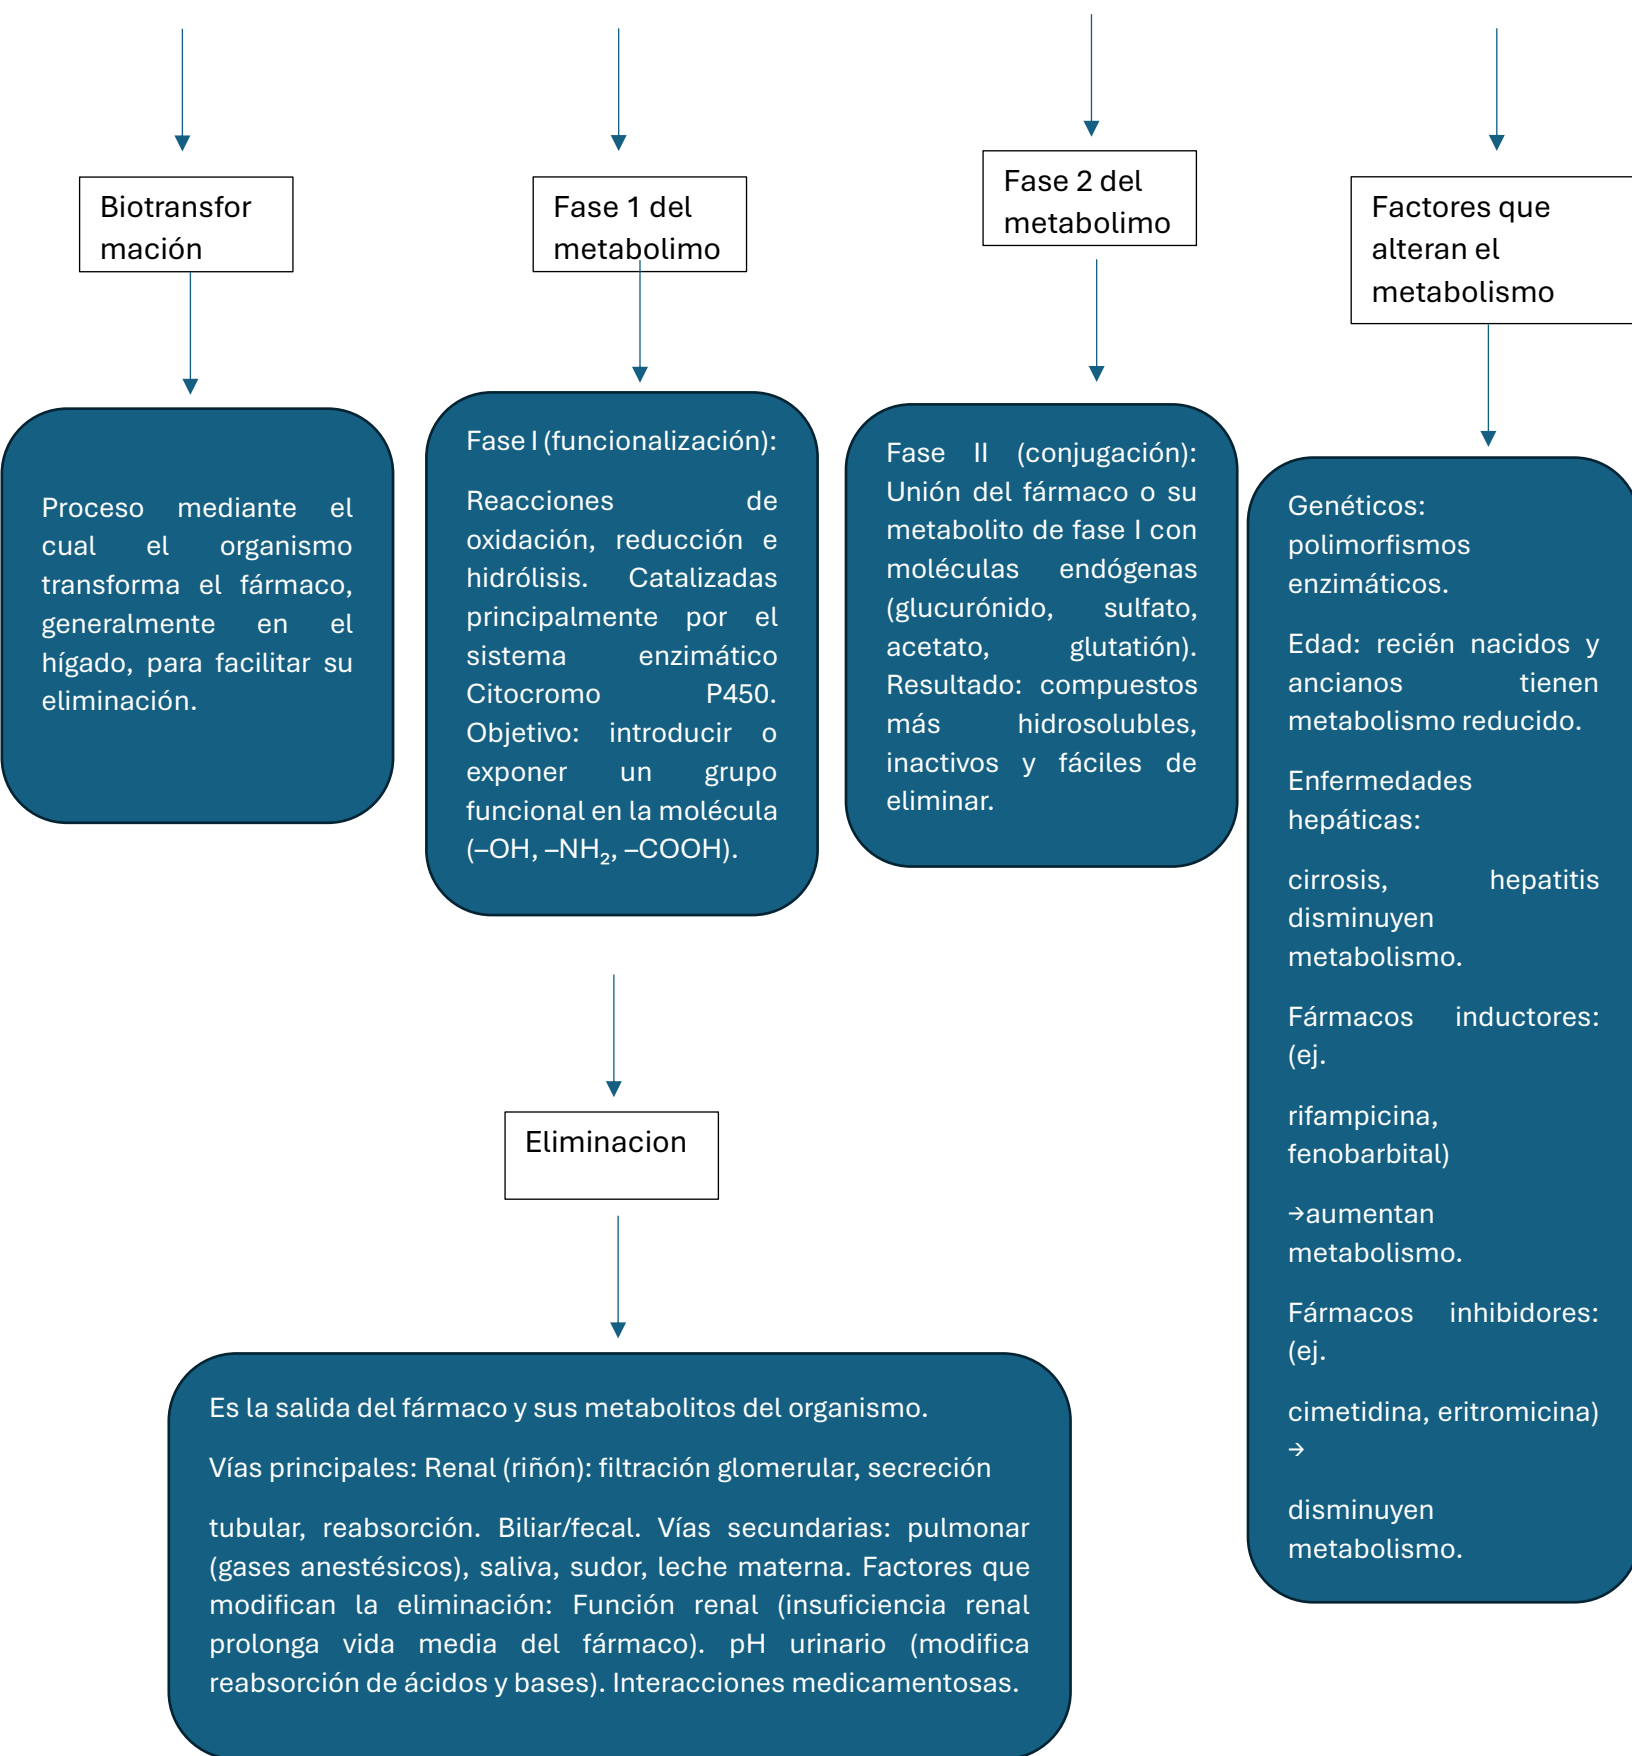 Biotransfor
mación
Fase 1 del
metabolimo
Fase 2 del
metabolimo
Factores que
alteran el
metabolismo
Proceso mediante el
cual el organismo
transforma el fármaco,
generalmente en el
hígado, para facilitar su
eliminación.
Fase I (funcionalización):
Reacciones de
oxidación, reducción e
hidrólisis. Catalizadas
principalmente por el
sistema enzimático
Citocromo P450.
Objetivo: introducir o
exponer un grupo
funcional en la molécula
(–OH, –NH₂, –COOH).
Fase II (conjugación):
Unión del fármaco o su
metabolito de fase I con
moléculas endógenas
(glucurónido, sulfato,
acetato, glutatión).
Resultado: compuestos
más hidrosolubles,
inactivos y fáciles de
eliminar.
Genéticos:
polimorfismos
enzimáticos.
Edad: recién nacidos y
ancianos tienen
metabolismo reducido.
Enfermedades
hepáticas:
cirrosis, hepatitis
disminuyen
metabolismo.
Fármacos inductores:
(ej.
rifampicina,
fenobarbital)
→aumentan
metabolismo.
Fármacos inhibidores:
(ej.
cimetidina, eritromicina)
→
disminuyen
metabolismo.
Eliminacion
Es la salida del fármaco y sus metabolitos del organismo.
Vías principales: Renal (riñón): filtración glomerular, secreción
tubular, reabsorción. Biliar/fecal. Vías secundarias: pulmonar
(gases anestésicos), saliva, sudor, leche materna. Factores que
modifican la eliminación: Función renal (insuficiencia renal
prolonga vida media del fármaco). pH urinario (modifica
reabsorción de ácidos y bases). Interacciones medicamentosas.